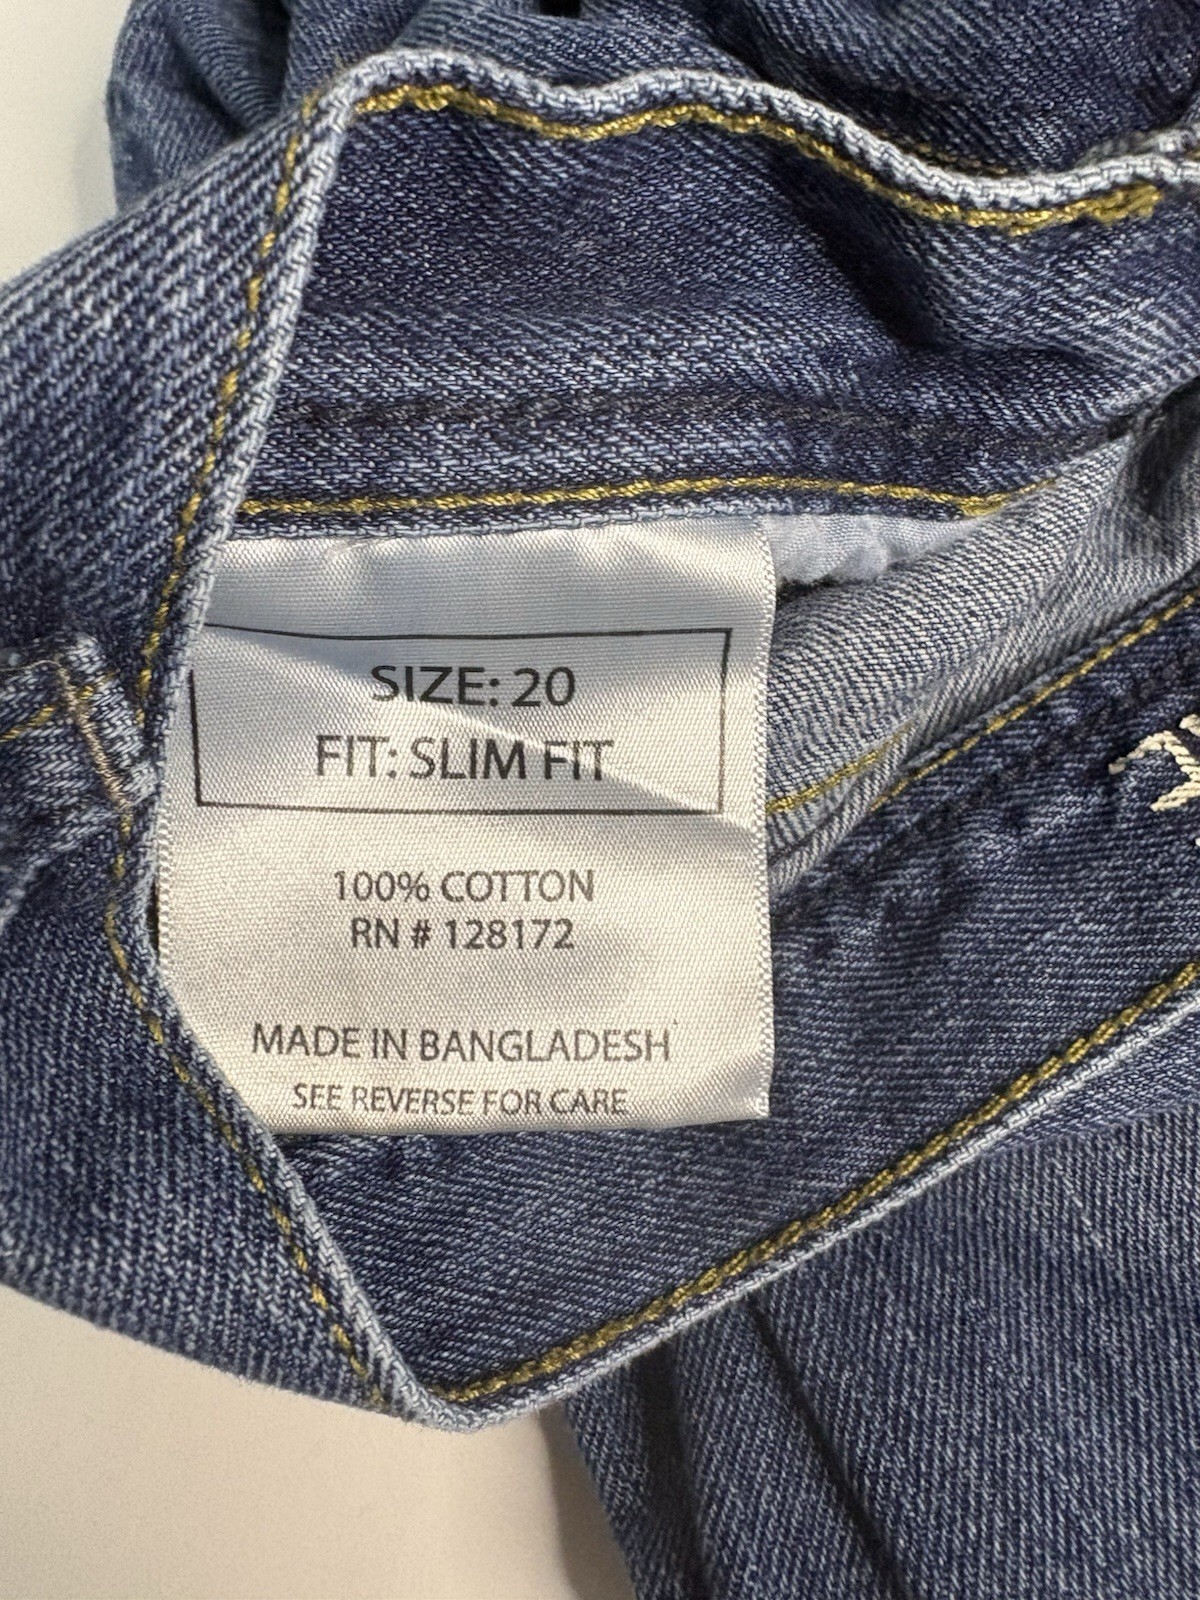 SIZE: 20
FIT: SLIM FIT
100% COTTON
RN # 128172
MADE IN BANGLADESH
SEE REVERSE FOR CARE